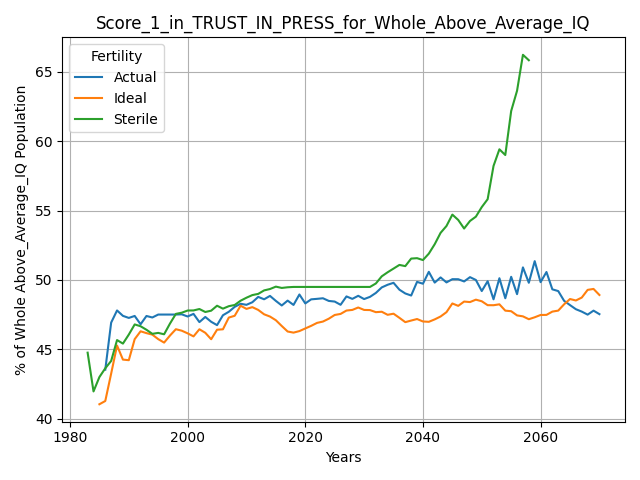 Score_1_in_TRUST_IN_PRESS_for_Whole_Above_Average_IQ
Fertility
Actual
Ideal
Sterile
% of Whole Above_Average_IQ Population
65
60
55
50
45
40
1980
2000
2020
2040
2060
Years